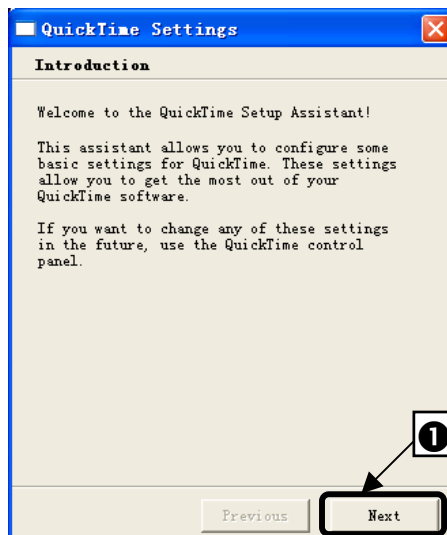 QuickTime Settings
Introduction
Welcome to the QuickTime Setup Assistant!
This assistant allows you to configure some
basic settings for QuickTime. These settings
allow you to get the most out of your
QuickTime software.
If you want to change any of these settings
in the future, use the QuickTime control
panel.
❶
Previous
Next